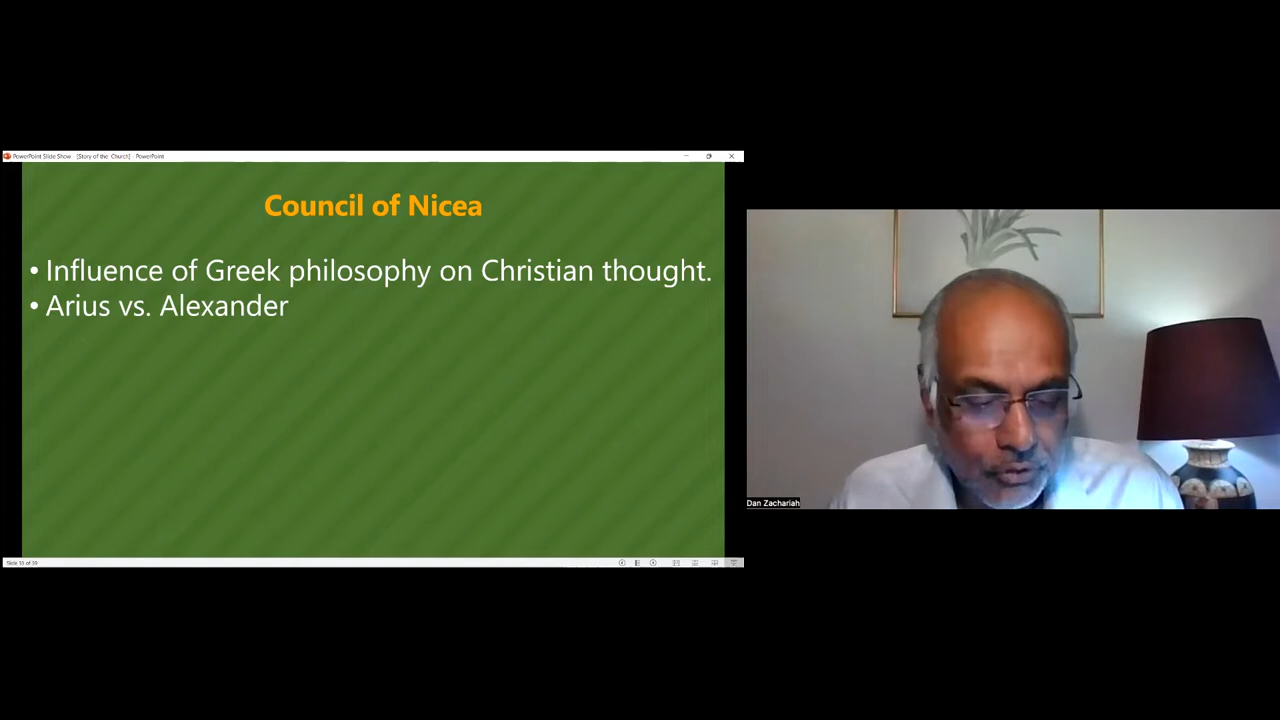 PowerPoint Slide Show - [Story of the Church] - PowerPoint
Council of Nicea
• Influence of Greek philosophy on Christian thought.
• Arius vs. Alexander
Dan Zachariah